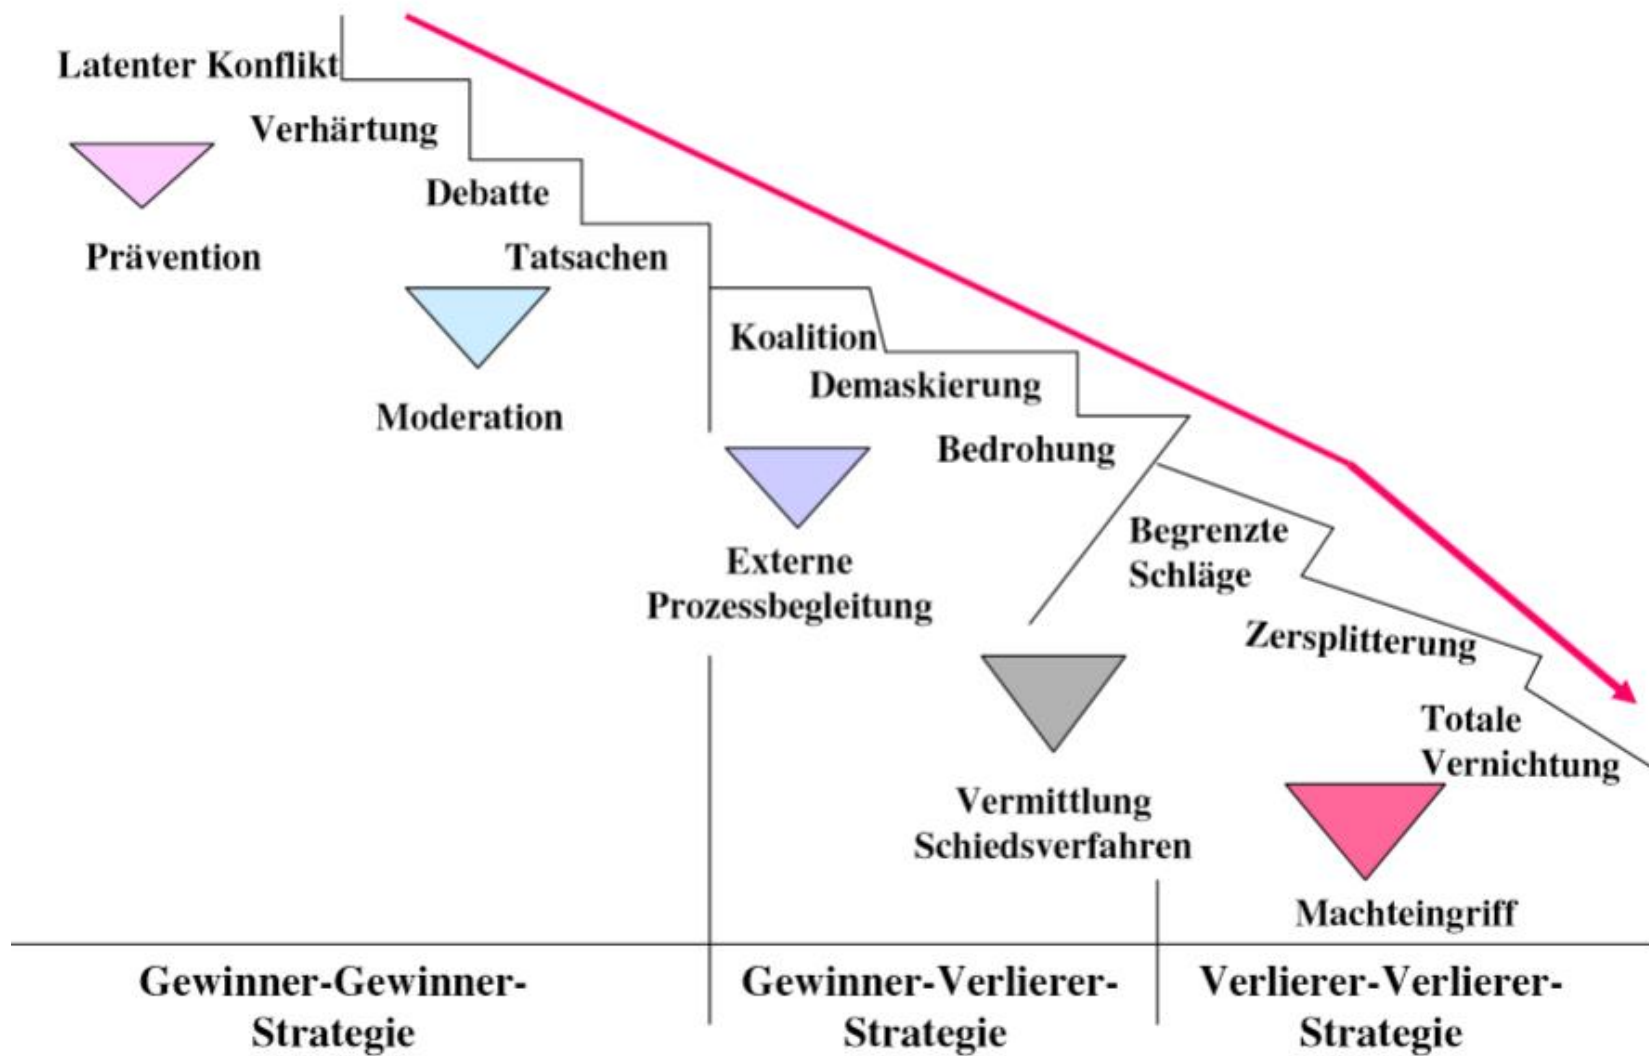 Latenter Konflikt
Verhärtung
Debatte
Prävention
Tatsachen
Koalition
Demaskierung
Moderation
Bedrohung
Begrenzte
Schläge
Externe
Prozessbegleitung
Zersplitterung
Totale
Vernichtung
Vermittlung
Schiedsverfahren
Machteingriff
Gewinner-Gewinner-
Strategie
Gewinner-Verlierer-
Strategie
Verlierer-Verlierer-
Strategie